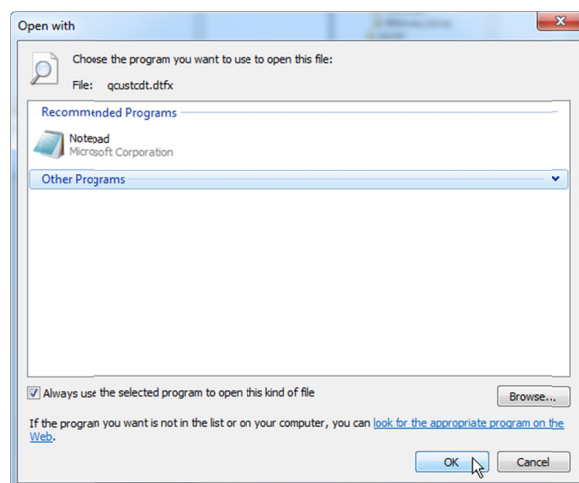 Open with
Choose the program you want to use to open this file:
File: qcustcdt.dtfx
Recommended Programs
Notepad
Microsoft Corporation
Other Programs
Always use the selected program to open this kind of file
Browse...
If the program you want is not in the list or on your computer, you can look for the appropriate program on the
Web.
OK
Cancel